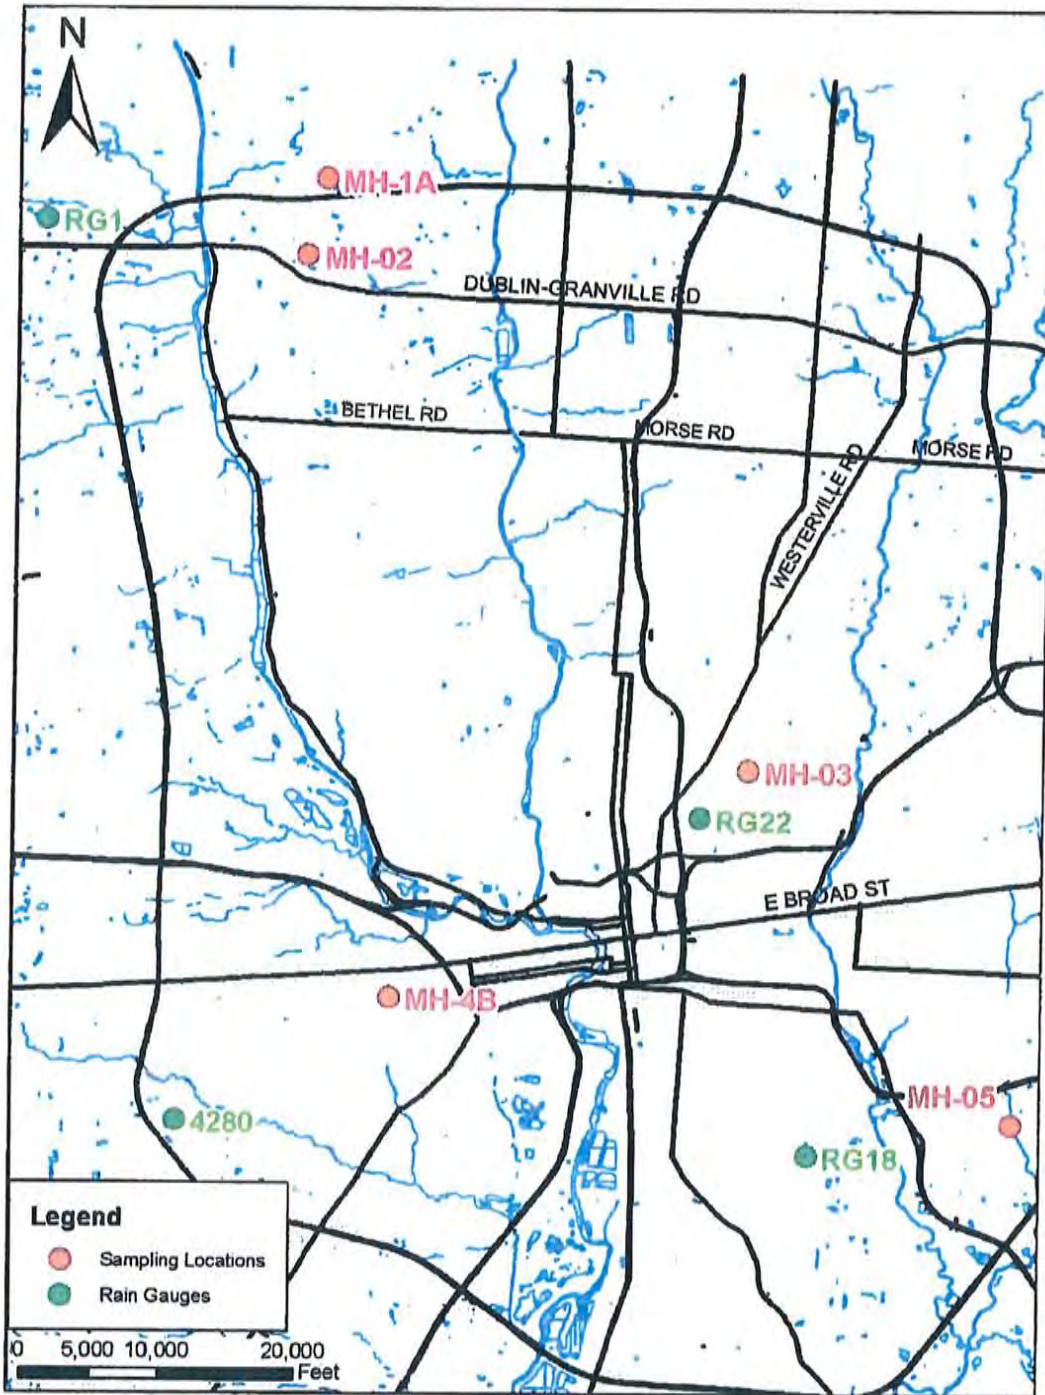 N
MH-1A
RG1
MH-02
DUBLIN-GRANVILLE RD
BETHEL RD
MORSE RD
MORSE RD
WESTERVILLE RD
MH-03
RG22
E BROAD ST
MH-4B
MH-05
4280
RG18
Legend
Sampling Locations
Rain Gauges
0 5,000 10,000 20,000
Feet